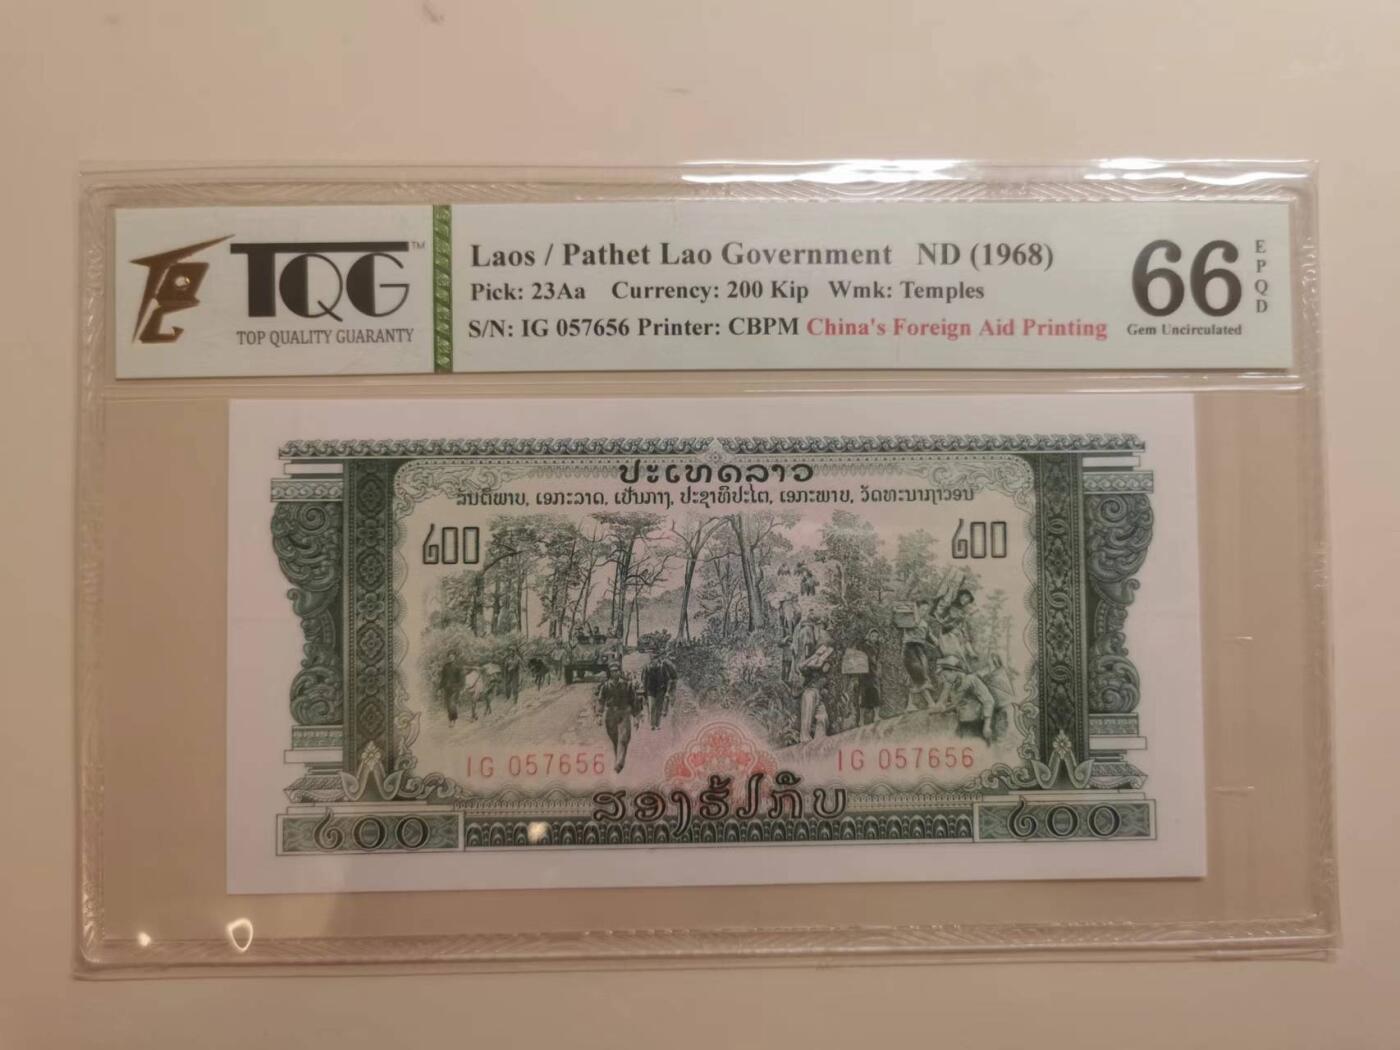 TQG™
TOP QUALITY GUARANTY
Laos / Pathet Lao Government ND (1968)
Pick: 23Aa Currency: 200 Kip Wmk: Temples
S/N: IG 057656 Printer: CBPM China's Foreign Aid Printing
66
EPQD
Gem Uncirculated
ປະເທດລາວ
ສັນຕິພາບ, ເອກະລາດ, ເປັນກາງ, ປະຊາທິປະໄຕ, ເອກະພາບ, ວັດທະນາຖາວອນ
໒໐໐ ໒໐໐
IG 057656 IG 057656
ສອງຮ້ຽກີບ
໒໐໐ ໒໐໐